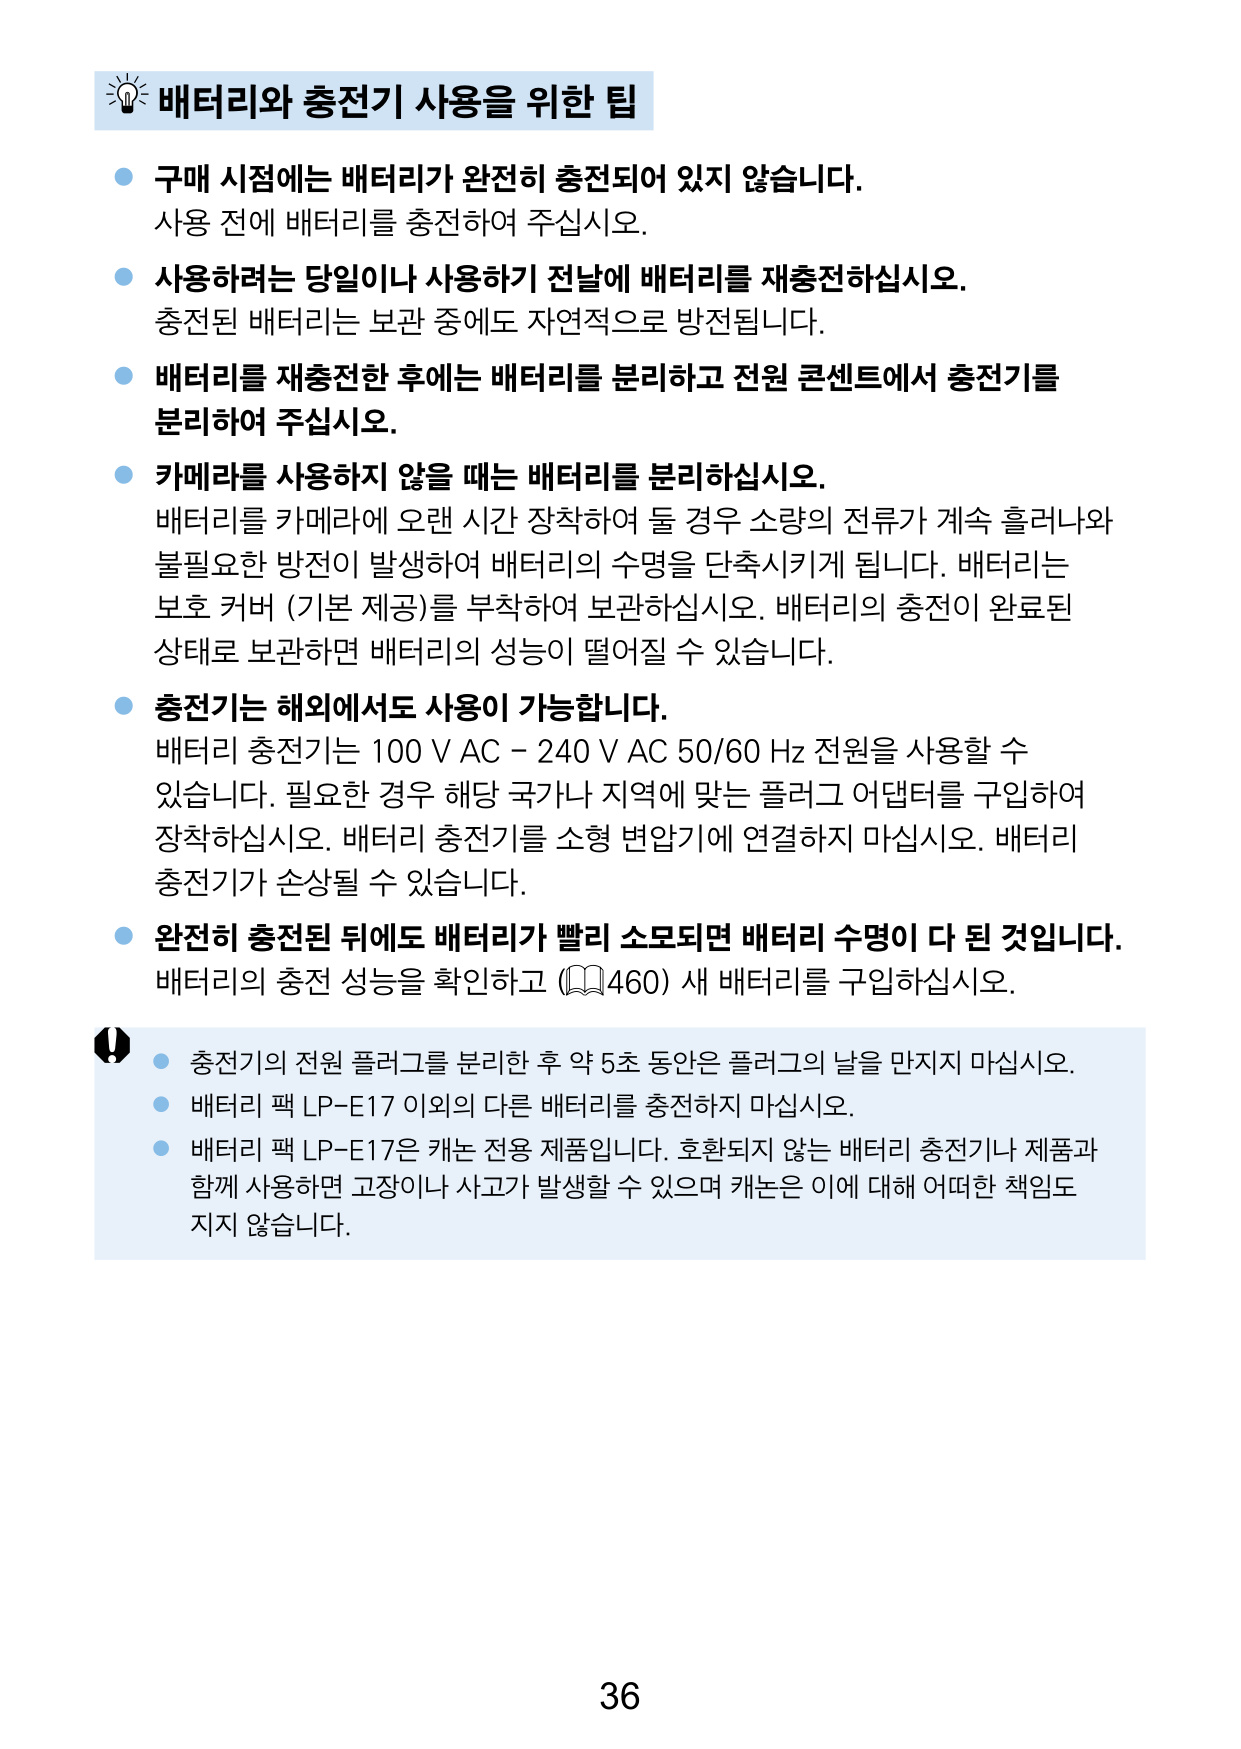 배터리와 충전기 사용을 위한 팁
● 구매 시점에는 배터리가 완전히 충전되어 있지 않습니다.
사용 전에 배터리를 충전하여 주십시오.
● 사용하려는 당일이나 사용하기 전날에 배터리를 재충전하십시오.
충전된 배터리는 보관 중에도 자연적으로 방전됩니다.
● 배터리를 재충전한 후에는 배터리를 분리하고 전원 콘센트에서 충전기를
분리하여 주십시오.
● 카메라를 사용하지 않을 때는 배터리를 분리하십시오.
배터리를 카메라에 오랜 시간 장착하여 둘 경우 소량의 전류가 계속 흘러나와
불필요한 방전이 발생하여 배터리의 수명을 단축시키게 됩니다. 배터리는
보호 커버 (기본 제공)를 부착하여 보관하십시오. 배터리의 충전이 완료된
상태로 보관하면 배터리의 성능이 떨어질 수 있습니다.
● 충전기는 해외에서도 사용이 가능합니다.
배터리 충전기는 100 V AC – 240 V AC 50/60 Hz 전원을 사용할 수
있습니다. 필요한 경우 해당 국가나 지역에 맞는 플러그 어댑터를 구입하여
장착하십시오. 배터리 충전기를 소형 변압기에 연결하지 마십시오. 배터리
충전기가 손상될 수 있습니다.
● 완전히 충전된 뒤에도 배터리가 빨리 소모되면 배터리 수명이 다 된 것입니다.
배터리의 충전 성능을 확인하고 (460) 새 배터리를 구입하십시오.
● 충전기의 전원 플러그를 분리한 후 약 5초 동안은 플러그의 날을 만지지 마십시오.
● 배터리 팩 LP-E17 이외의 다른 배터리를 충전하지 마십시오.
● 배터리 팩 LP-E17은 캐논 전용 제품입니다. 호환되지 않는 배터리 충전기나 제품과
함께 사용하면 고장이나 사고가 발생할 수 있으며 캐논은 이에 대해 어떠한 책임도
지지 않습니다.
36